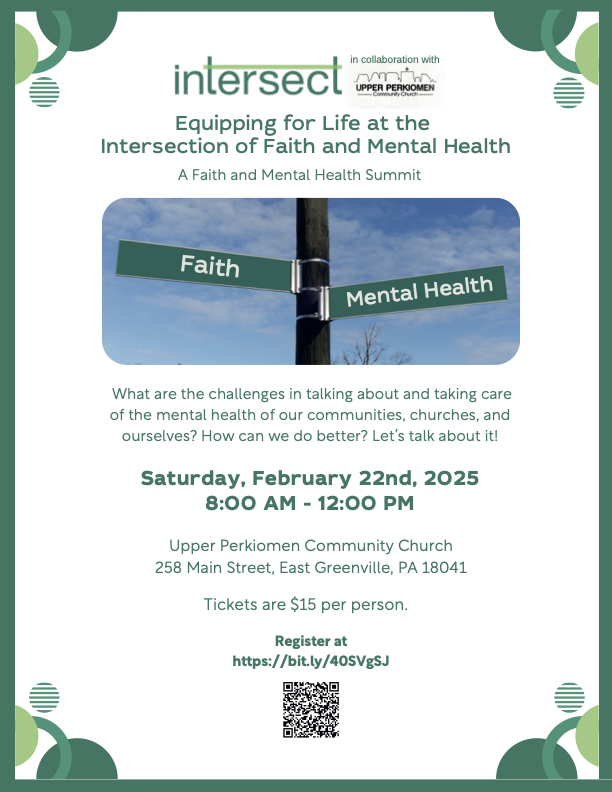 intersect
in collaboration with
UPPER PERKIOMEN
Community Church
Equipping for Life at the
Intersection of Faith and Mental Health
A Faith and Mental Health Summit
Faith
Mental Health
What are the challenges in talking about and taking care
of the mental health of our communities, churches, and
ourselves? How can we do better? Let's talk about it!
Saturday, February 22nd, 2025
8:00 AM - 12:00 PM
Upper Perkiomen Community Church
258 Main Street, East Greenville, PA 18041
Tickets are $15 per person.
Register at
https://bit.ly/40SVgSJ